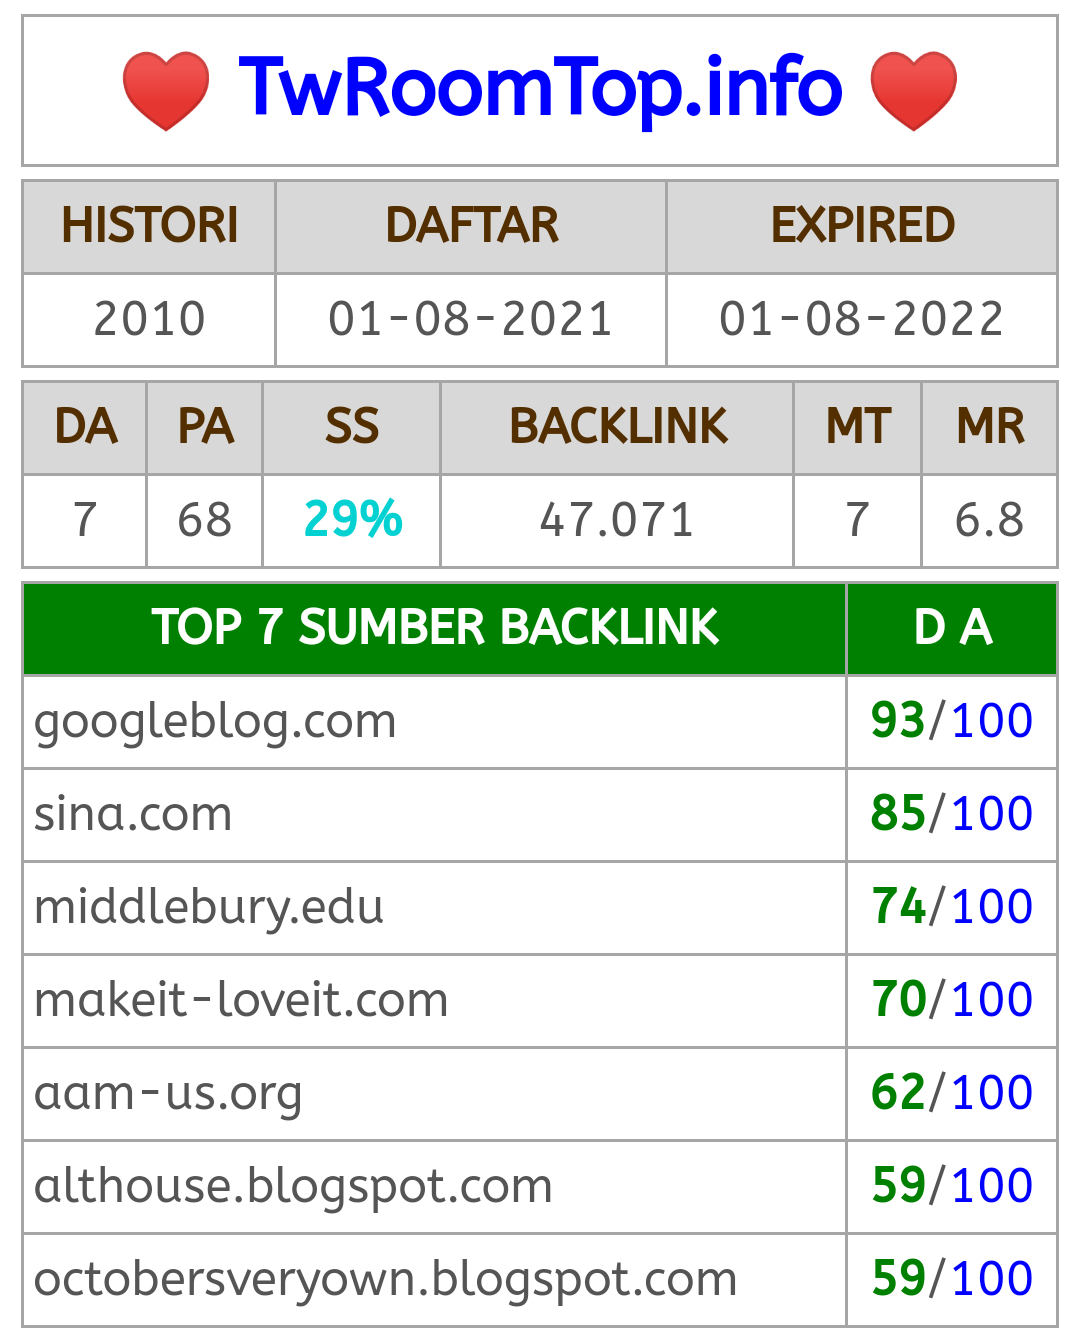 ❤️ TwRoomTop.info ❤️
HISTORI DAFTAR EXPIRED
2010 01-08-2021 01-08-2022
DA PA SS BACKLINK MT MR
7 68 29% 47.071 7 6.8
TOP 7 SUMBER BACKLINK D A
googleblog.com 93/100
sina.com 85/100
middlebury.edu 74/100
makeit-loveit.com 70/100
aam-us.org 62/100
althouse.blogspot.com 59/100
octobersveryown.blogspot.com 59/100